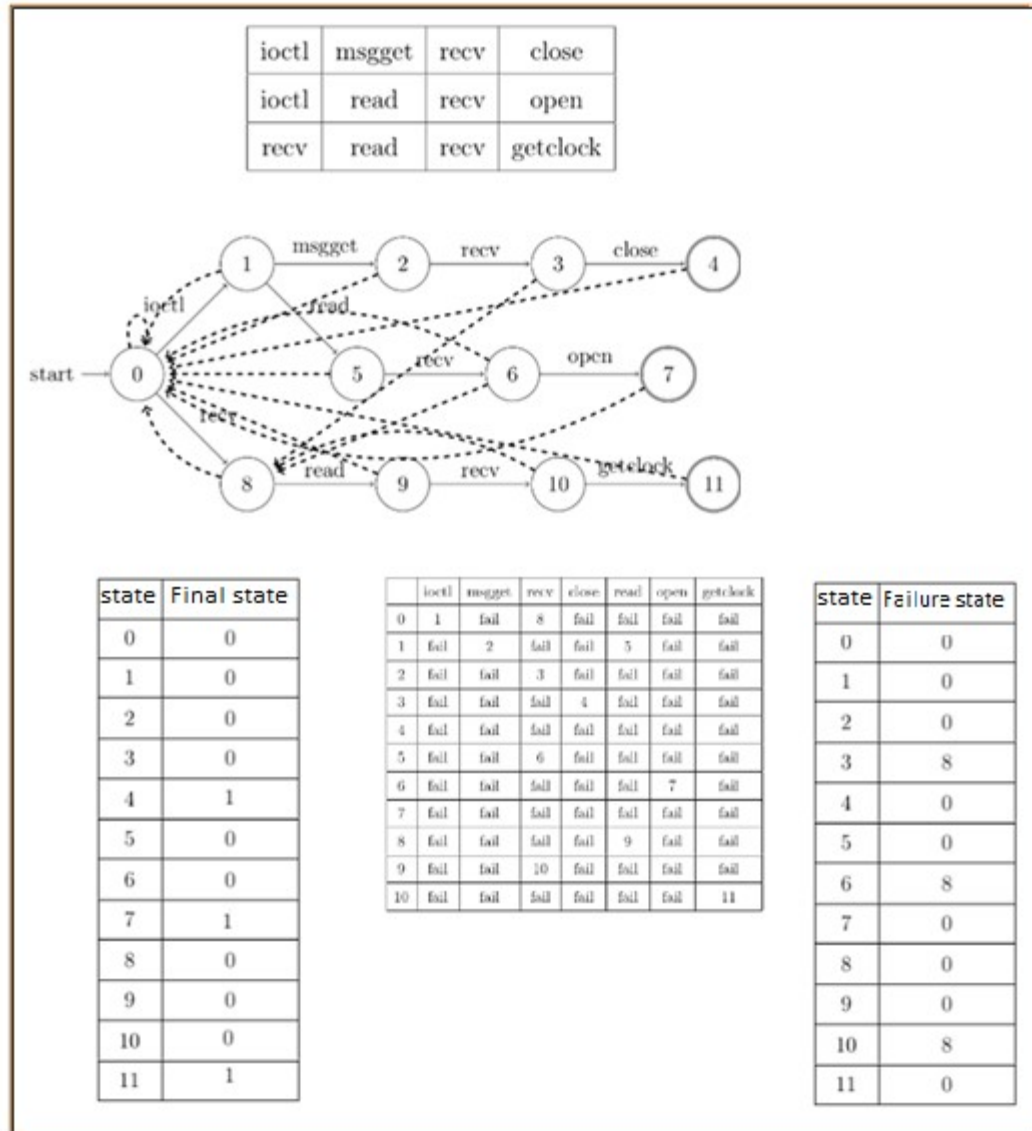 ioctl msgget recv close
ioctl read recv open
recv read recv getclock
msgget recv close
1 2 3 4
ioctl read
recv open
start 0 5 6 7
recv
read recv getclock
8 9 10 11
state Final state
0 0
1 0
2 0
3 0
4 1
5 0
6 0
7 1
8 0
9 0
10 0
11 1
ioctl msgget recv close read open getclock
0 1 fail 8 fail fail fail fail
1 fail 2 fail fail 5 fail fail
2 fail fail 3 fail fail fail fail
3 fail fail fail 4 fail fail fail
4 fail fail fail fail fail fail fail
5 fail fail 6 fail fail fail fail
6 fail fail fail fail fail 7 fail
7 fail fail fail fail fail fail fail
8 fail fail fail fail 9 fail fail
9 fail fail 10 fail fail fail fail
10 fail fail fail fail fail fail 11
state Failure state
0 0
1 0
2 0
3 8
4 0
5 0
6 8
7 0
8 0
9 0
10 8
11 0